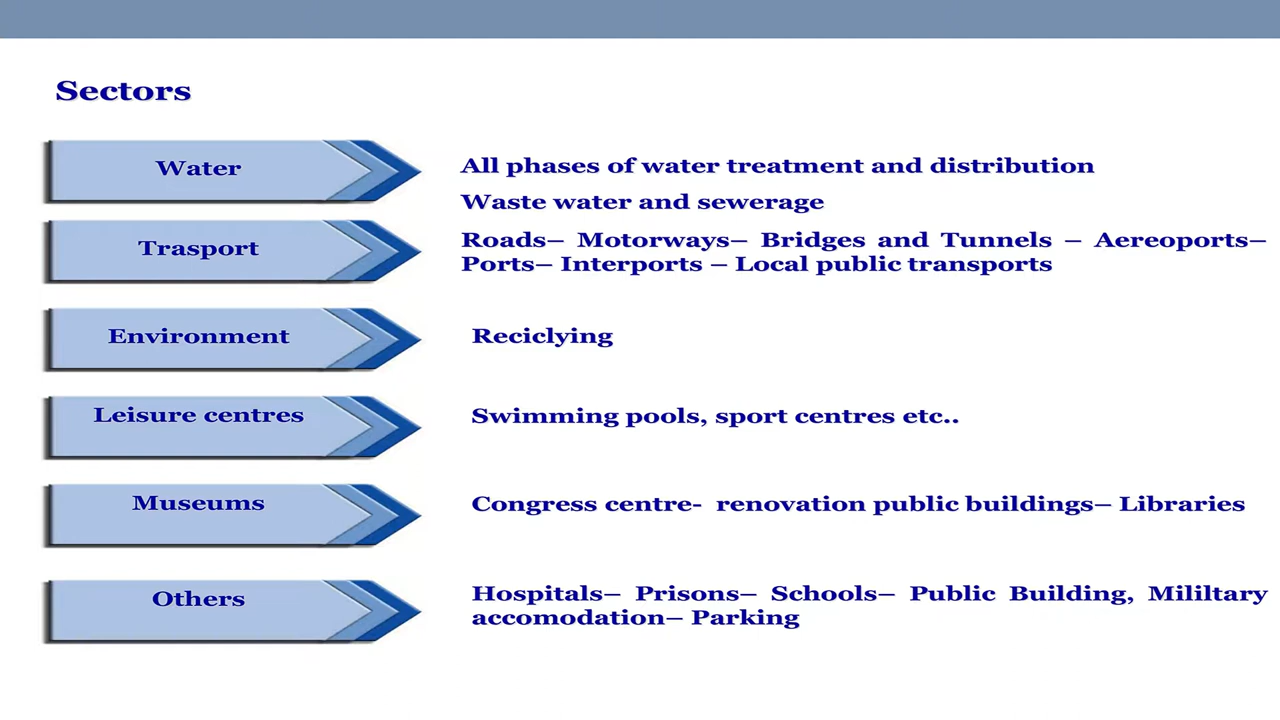 Sectors
Water
All phases of water treatment and distribution
Waste water and sewerage
Trasport
Roads– Motorways– Bridges and Tunnels – Aereoports–
Ports– Interports – Local public transports
Environment
Reciclying
Leisure centres
Swimming pools, sport centres etc..
Museums
Congress centre- renovation public buildings– Libraries
Others
Hospitals– Prisons– Schools– Public Building, Mililtary
accomodation– Parking